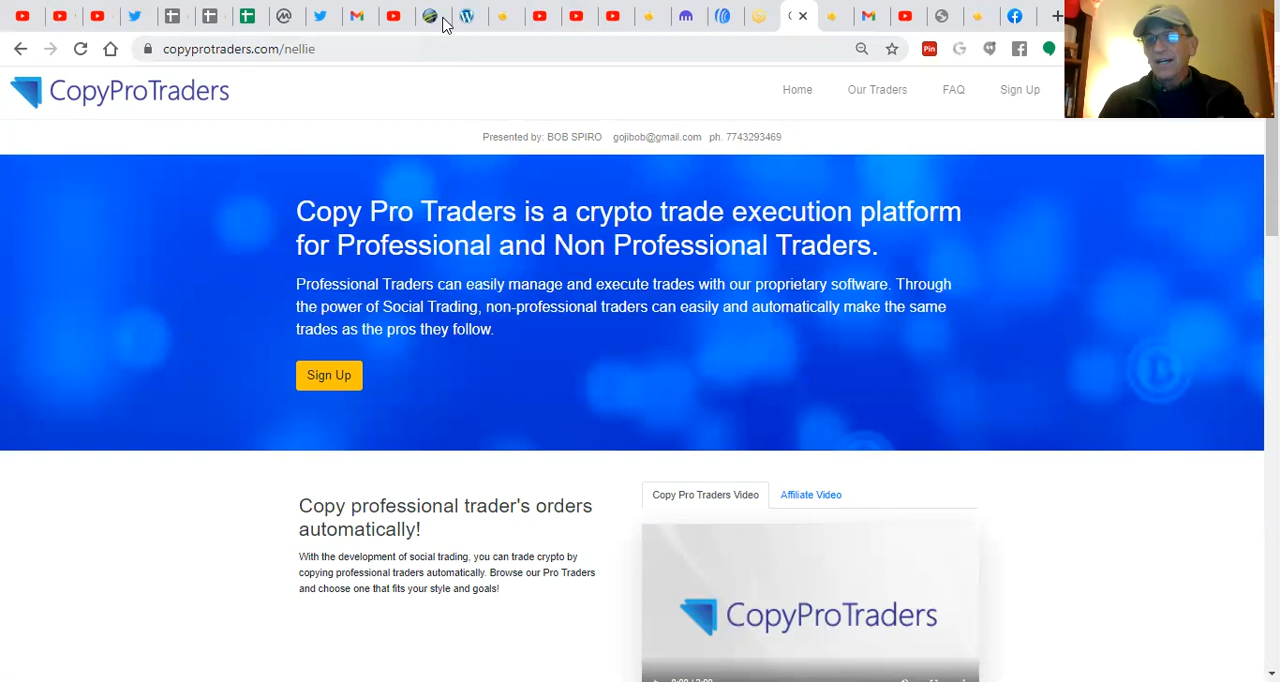 copyprotraders.com/nellie
Pin
CopyProTraders
Home Our Traders FAQ Sign Up
Presented by: BOB SPIRO gojibob@gmail.com ph. 7743293469
Copy Pro Traders is a crypto trade execution platform
for Professional and Non Professional Traders.
Professional Traders can easily manage and execute trades with our proprietary software. Through
the power of Social Trading, non-professional traders can easily and automatically make the same
trades as the pros they follow.
Sign Up
Copy professional trader's orders
automatically!
With the development of social trading, you can trade crypto by
copying professional traders automatically. Browse our Pro Traders
and choose one that fits your style and goals!
Copy Pro Traders Video Affiliate Video
CopyProTraders